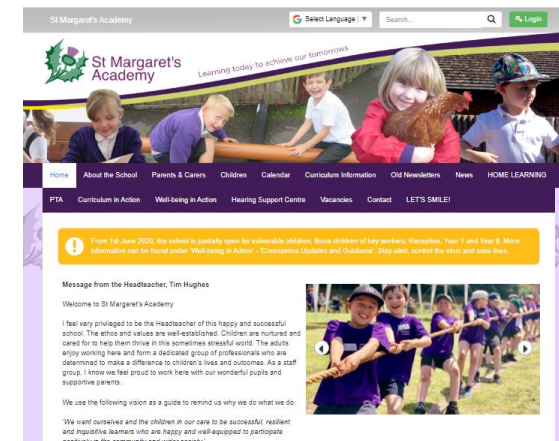 St Margaret's Academy
Select Language ▼
Search...
Login
St Margaret's
Academy
Learning today to achieve our tomorrows
Home About the School Parents & Carers Children Calendar Curriculum Information Old Newsletters News HOME LEARNING
PTA Curriculum in Action Well-being in Action Hearing Support Centre Vacancies Contact LET'S SMILE!
From 1st June 2020, the school is partially open for vulnerable children, those children of key workers, Reception, Year 1 and Year 6. More
information can be found under 'Well-being in Action' - 'Coronavirus Updates and Guidance'. Stay alert, control the virus and save lives.
Message from the Headteacher, Tim Hughes
Welcome to St Margaret's Academy
I feel very privileged to be the Headteacher of this happy and successful
school. The ethos and values are well-established. Children are nurtured and
cared for to help them thrive in this sometimes stressful world. The adults
enjoy working here and form a dedicated group of professionals who are
determined to make a difference to children's lives and outcomes. As a staff
group, I know we feel proud to work here with our wonderful pupils and
supportive parents.
We use the following vision as a guide to remind us why we do what we do:
'We want ourselves and the children in our care to be successful, resilient
and inquisitive learners who are happy and well-equipped to participate